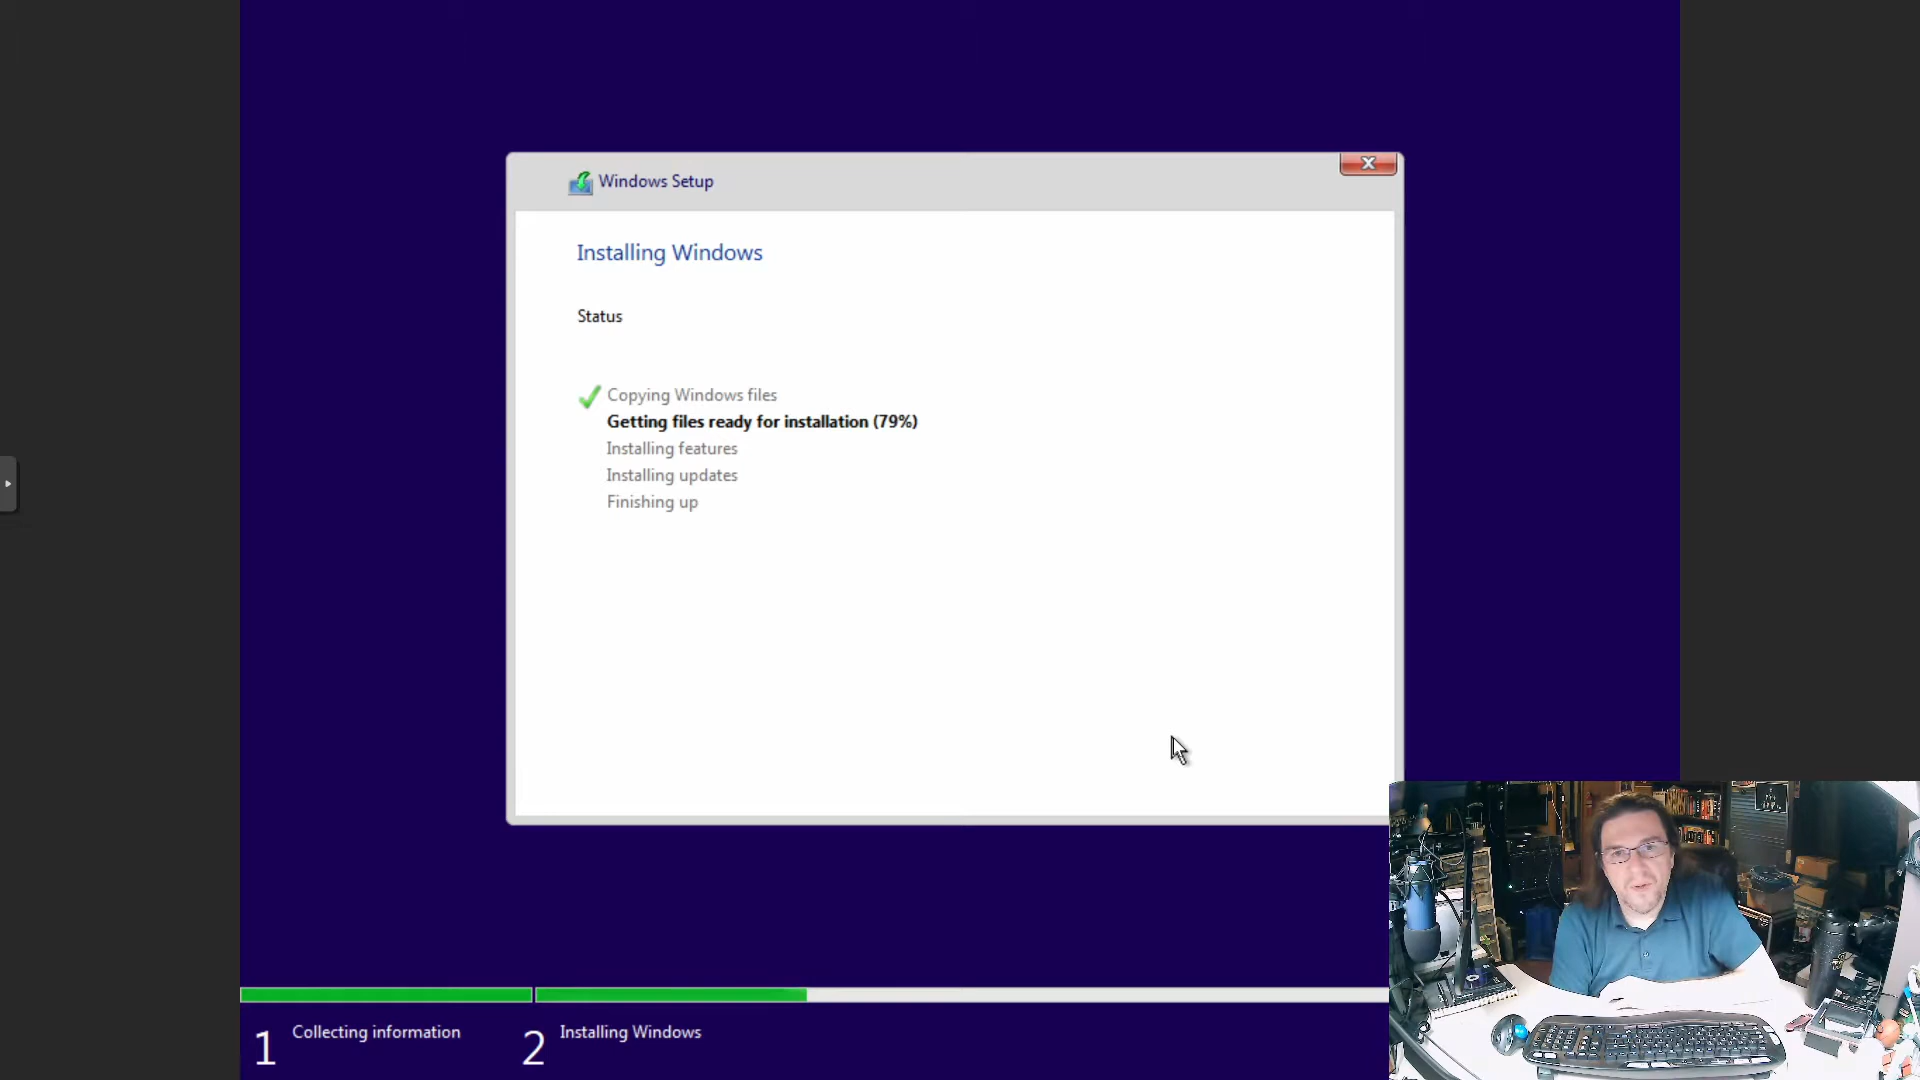 Windows Setup
Installing Windows
Status
Copying Windows files
Getting files ready for installation (79%)
Installing features
Installing updates
Finishing up
1 Collecting information
2 Installing Windows